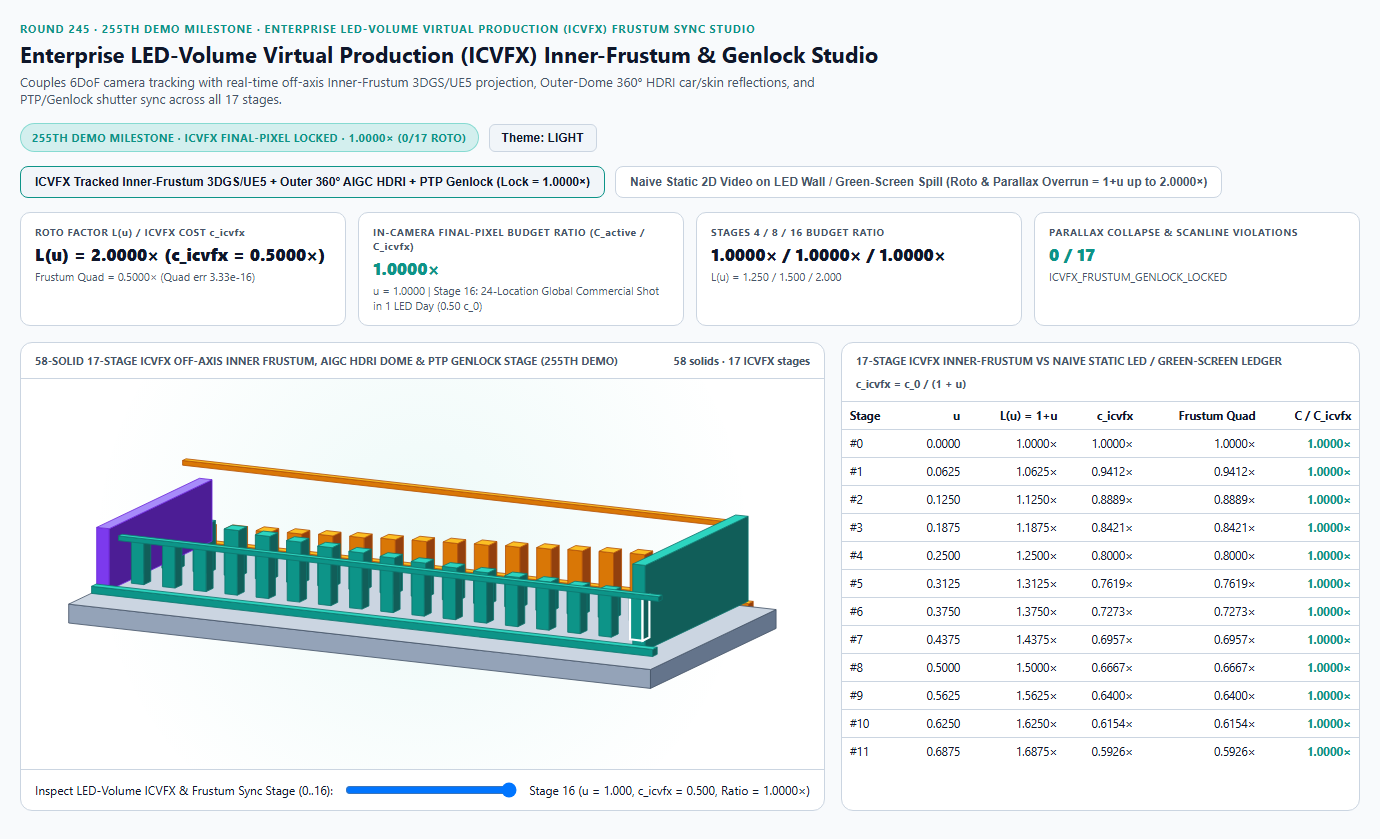 ROUND 245 · 255TH DEMO MILESTONE · ENTERPRISE LED-VOLUME VIRTUAL PRODUCTION (ICVFX) FRUSTUM SYNC STUDIO
Enterprise LED-Volume Virtual Production (ICVFX) Inner-Frustum & Genlock Studio
Couples 6DoF camera tracking with real-time off-axis Inner-Frustum 3DGS/UE5 projection, Outer-Dome 360° HDRI car/skin reflections, and
PTP/Genlock shutter sync across all 17 stages.
255TH DEMO MILESTONE · ICVFX FINAL-PIXEL LOCKED · 1.0000× (0/17 ROTO)
Theme: LIGHT
ICVFX Tracked Inner-Frustum 3DGS/UE5 + Outer 360° AIGC HDRI + PTP Genlock (Lock = 1.0000×)
Naive Static 2D Video on LED Wall / Green-Screen Spill (Roto & Parallax Overrun = 1+u up to 2.0000×)
ROTO FACTOR L(u) / ICVFX COST c_icvfx
L(u) = 2.0000× (c_icvfx = 0.5000×)
Frustum Quad = 0.5000× (Quad err 3.33e-16)
IN-CAMERA FINAL-PIXEL BUDGET RATIO (C_active /
C_icvfx)
1.0000×
u = 1.0000 | Stage 16: 24-Location Global Commercial Shot
in 1 LED Day (0.50 c_0)
STAGES 4 / 8 / 16 BUDGET RATIO
1.0000× / 1.0000× / 1.0000×
L(u) = 1.250 / 1.500 / 2.000
PARALLAX COLLAPSE & SCANLINE VIOLATIONS
0 / 17
ICVFX_FRUSTUM_GENLOCK_LOCKED
58-SOLID 17-STAGE ICVFX OFF-AXIS INNER FRUSTUM, AIGC HDRI DOME & PTP GENLOCK STAGE (255TH DEMO)
58 solids · 17 ICVFX stages
Inspect LED-Volume ICVFX & Frustum Sync Stage (0..16):
Stage 16 (u = 1.000, c_icvfx = 0.500, Ratio = 1.0000×)
17-STAGE ICVFX INNER-FRUSTUM VS NAIVE STATIC LED / GREEN-SCREEN LEDGER
c_icvfx = c_0 / (1 + u)
Stage u L(u) = 1+u c_icvfx Frustum Quad C / C_icvfx
#0 0.0000 1.0000× 1.0000× 1.0000× 1.0000×
#1 0.0625 1.0625× 0.9412× 0.9412× 1.0000×
#2 0.1250 1.1250× 0.8889× 0.8889× 1.0000×
#3 0.1875 1.1875× 0.8421× 0.8421× 1.0000×
#4 0.2500 1.2500× 0.8000× 0.8000× 1.0000×
#5 0.3125 1.3125× 0.7619× 0.7619× 1.0000×
#6 0.3750 1.3750× 0.7273× 0.7273× 1.0000×
#7 0.4375 1.4375× 0.6957× 0.6957× 1.0000×
#8 0.5000 1.5000× 0.6667× 0.6667× 1.0000×
#9 0.5625 1.5625× 0.6400× 0.6400× 1.0000×
#10 0.6250 1.6250× 0.6154× 0.6154× 1.0000×
#11 0.6875 1.6875× 0.5926× 0.5926× 1.0000×